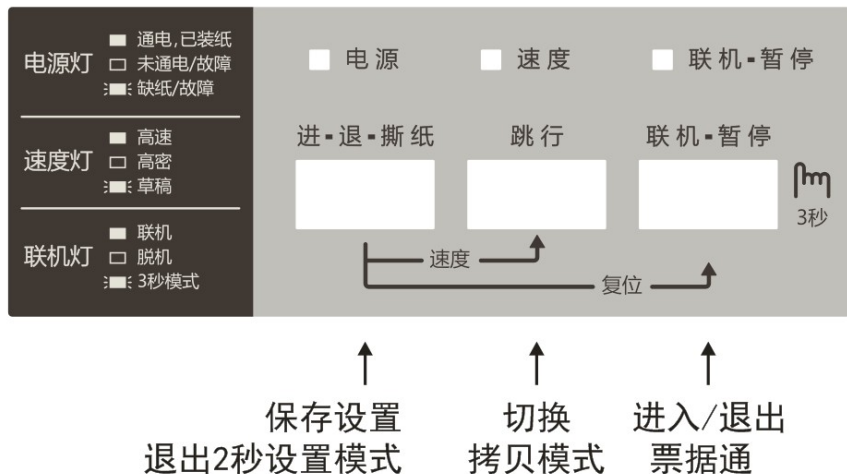 电源灯
通电,已装纸
未通电/故障
缺纸/故障
速度灯
高速
高密
草稿
联机灯
联机
脱机
3秒模式
电源 速度 联机-暂停
进-退-撕纸 跳行 联机-暂停
3秒
速度
复位
保存设置
退出2秒设置模式
切换
拷贝模式
进入/退出
票据通